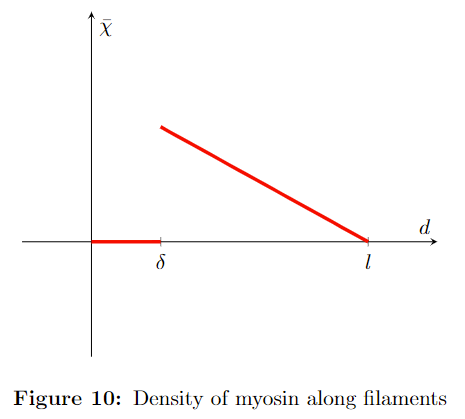 χ̄
d
δ
l
Figure 10: Density of myosin along filaments